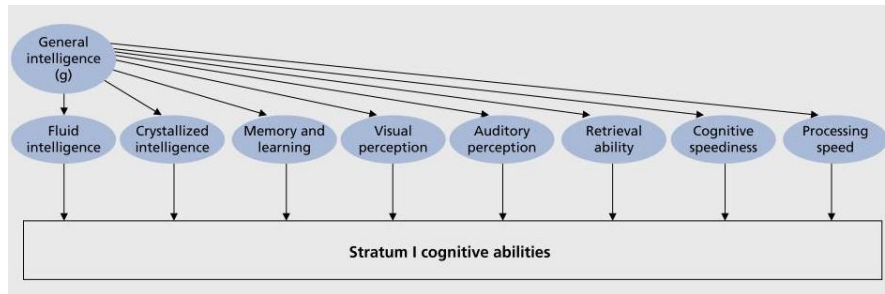 General
intelligence
(g)
Fluid
intelligence
Crystallized
intelligence
Memory and
learning
Visual
perception
Auditory
perception
Retrieval
ability
Cognitive
speediness
Processing
speed
Stratum I cognitive abilities